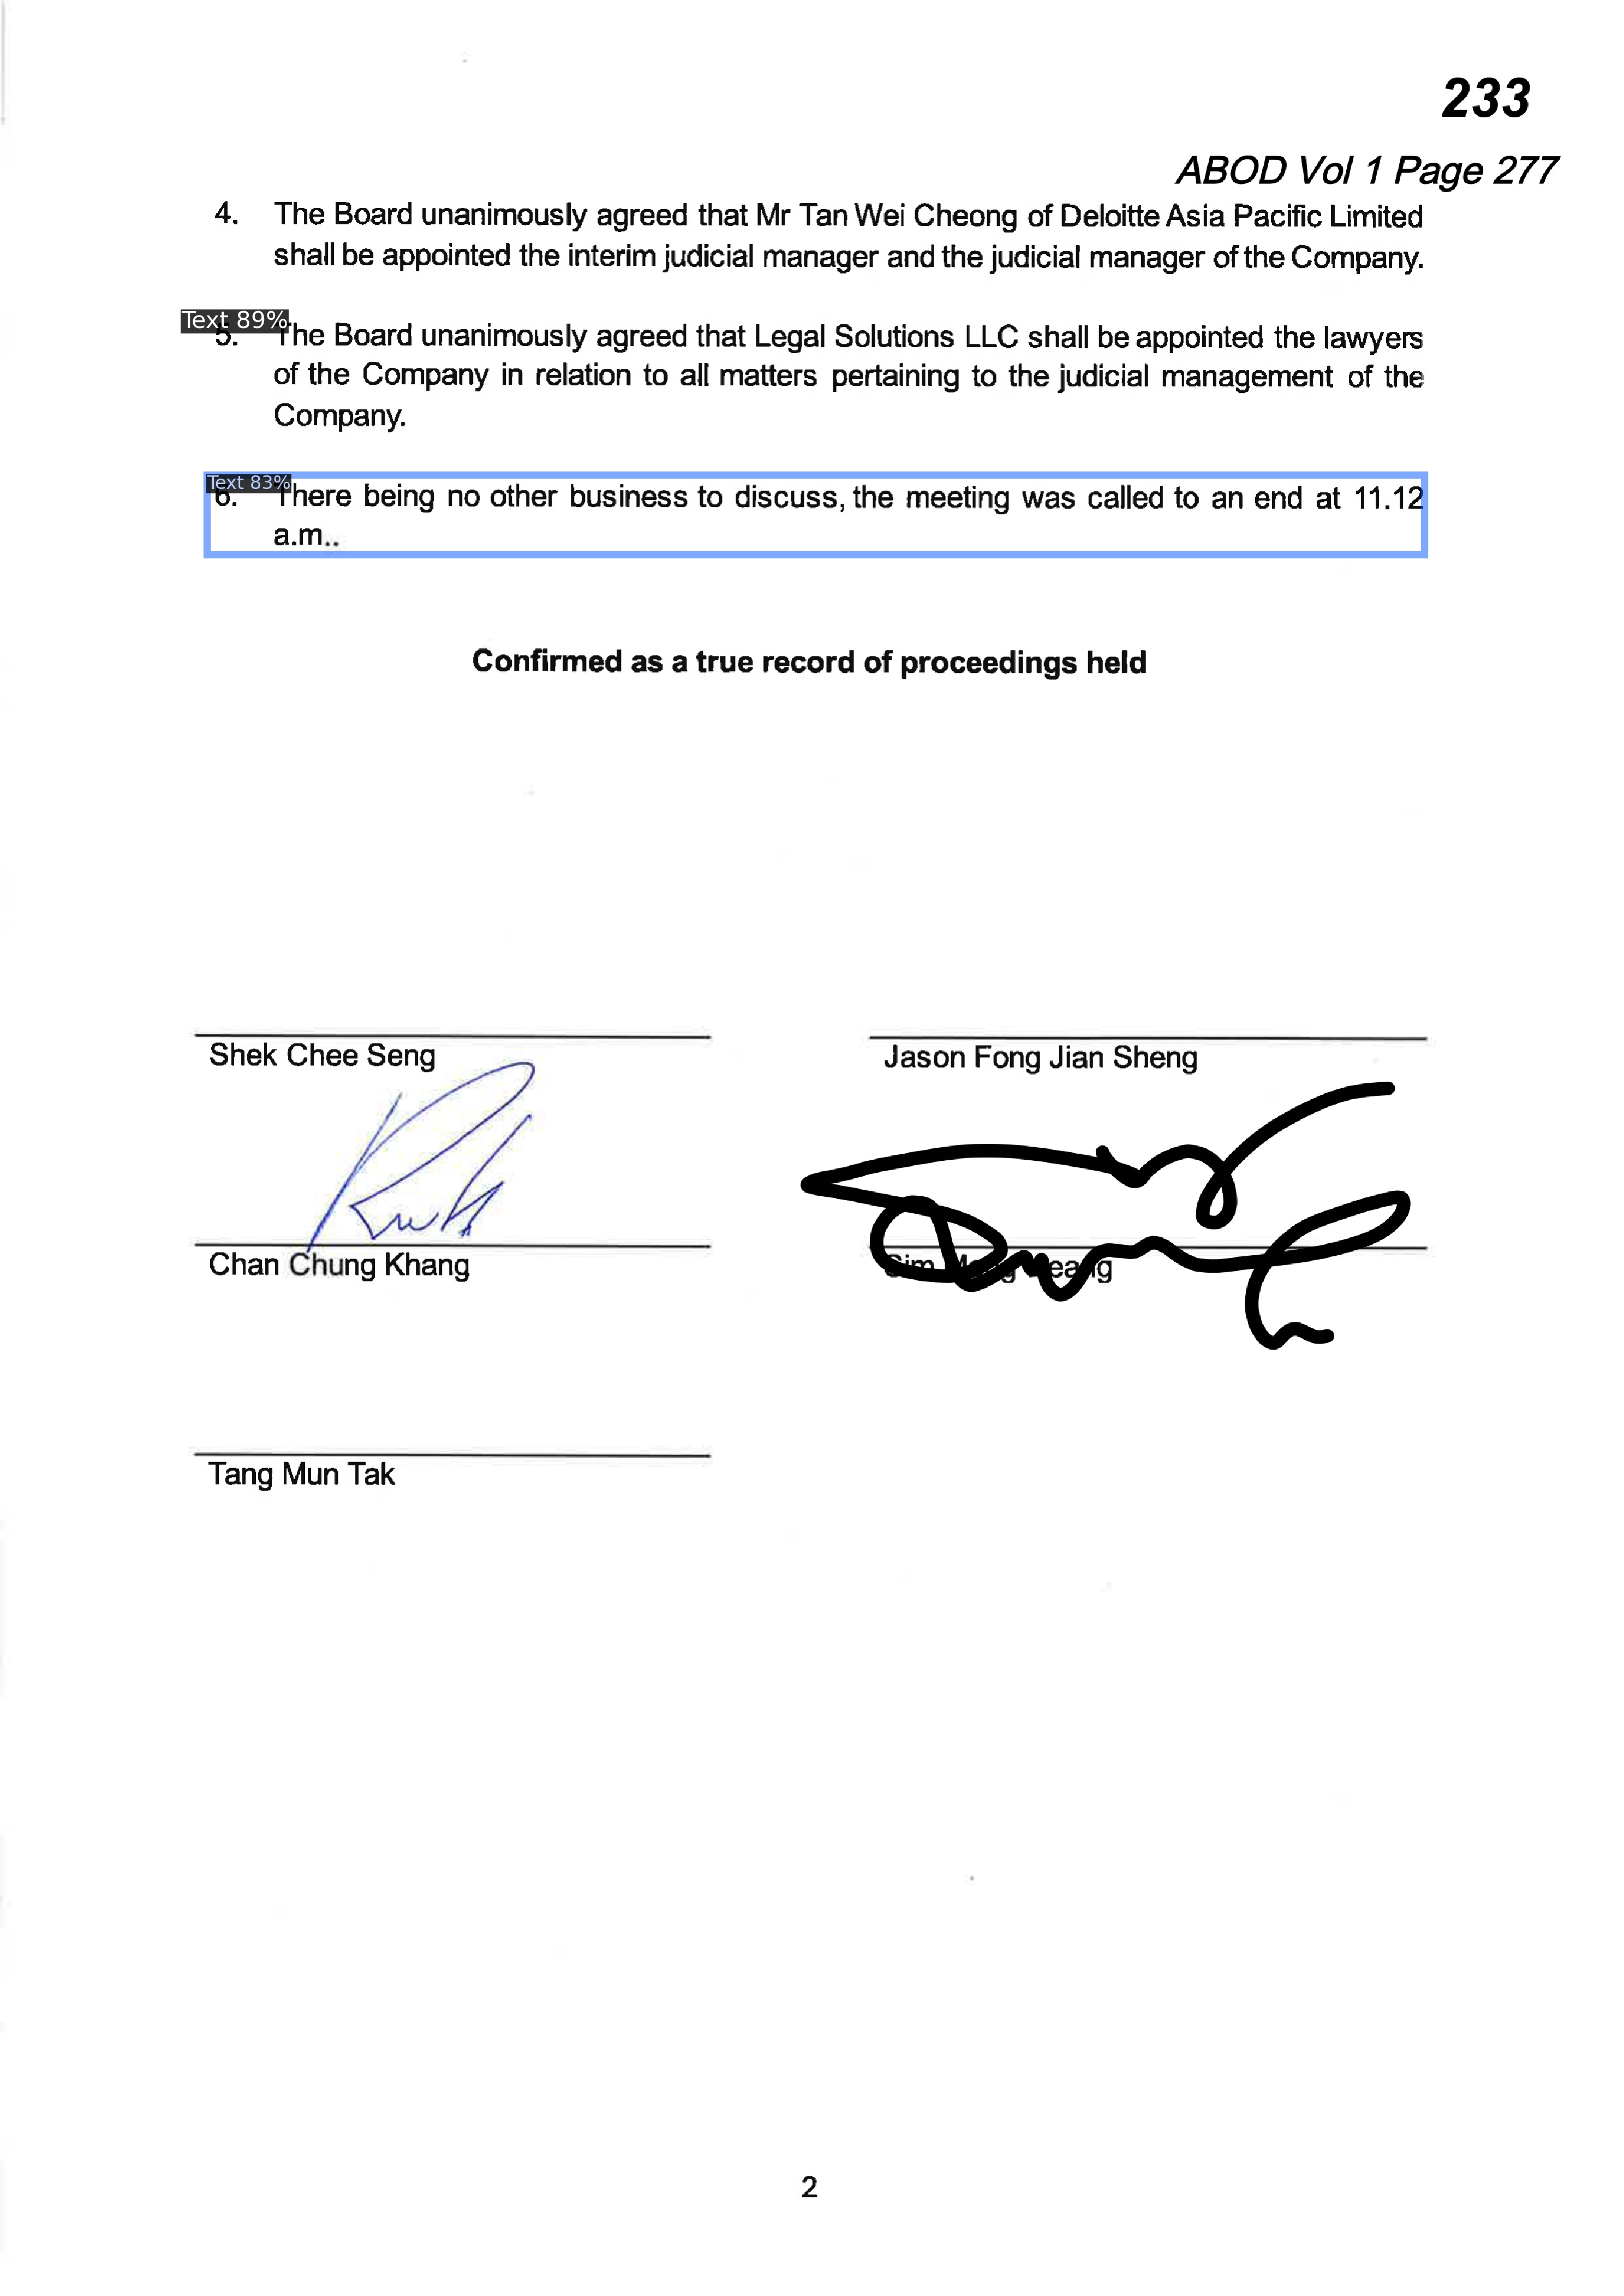 233
ABOD Vol 1 Page 277
4. The Board unanimously agreed that Mr Tan Wei Cheong of Deloitte Asia Pacific Limited
shall be appointed the interim judicial manager and the judicial manager of the Company.
Text 89%
5. The Board unanimously agreed that Legal Solutions LLC shall be appointed the lawyers
of the Company in relation to all matters pertaining to the judicial management of the
Company.
Text 83%
6. There being no other business to discuss, the meeting was called to an end at 11.12
a.m..
Confirmed as a true record of proceedings held
Shek Chee Seng
Jason Fong Jian Sheng
Chan Chung Khang
Sim
Tang Mun Tak
2